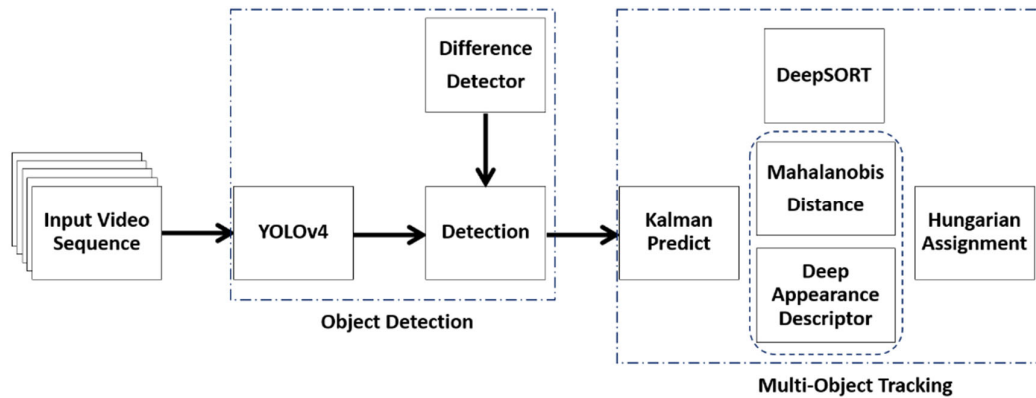 Difference
Detector
DeepSORT
Input Video
Sequence
YOLOv4
Detection
Kalman
Predict
Mahalanobis
Distance
Deep
Appearance
Descriptor
Hungarian
Assignment
Object Detection
Multi-Object Tracking